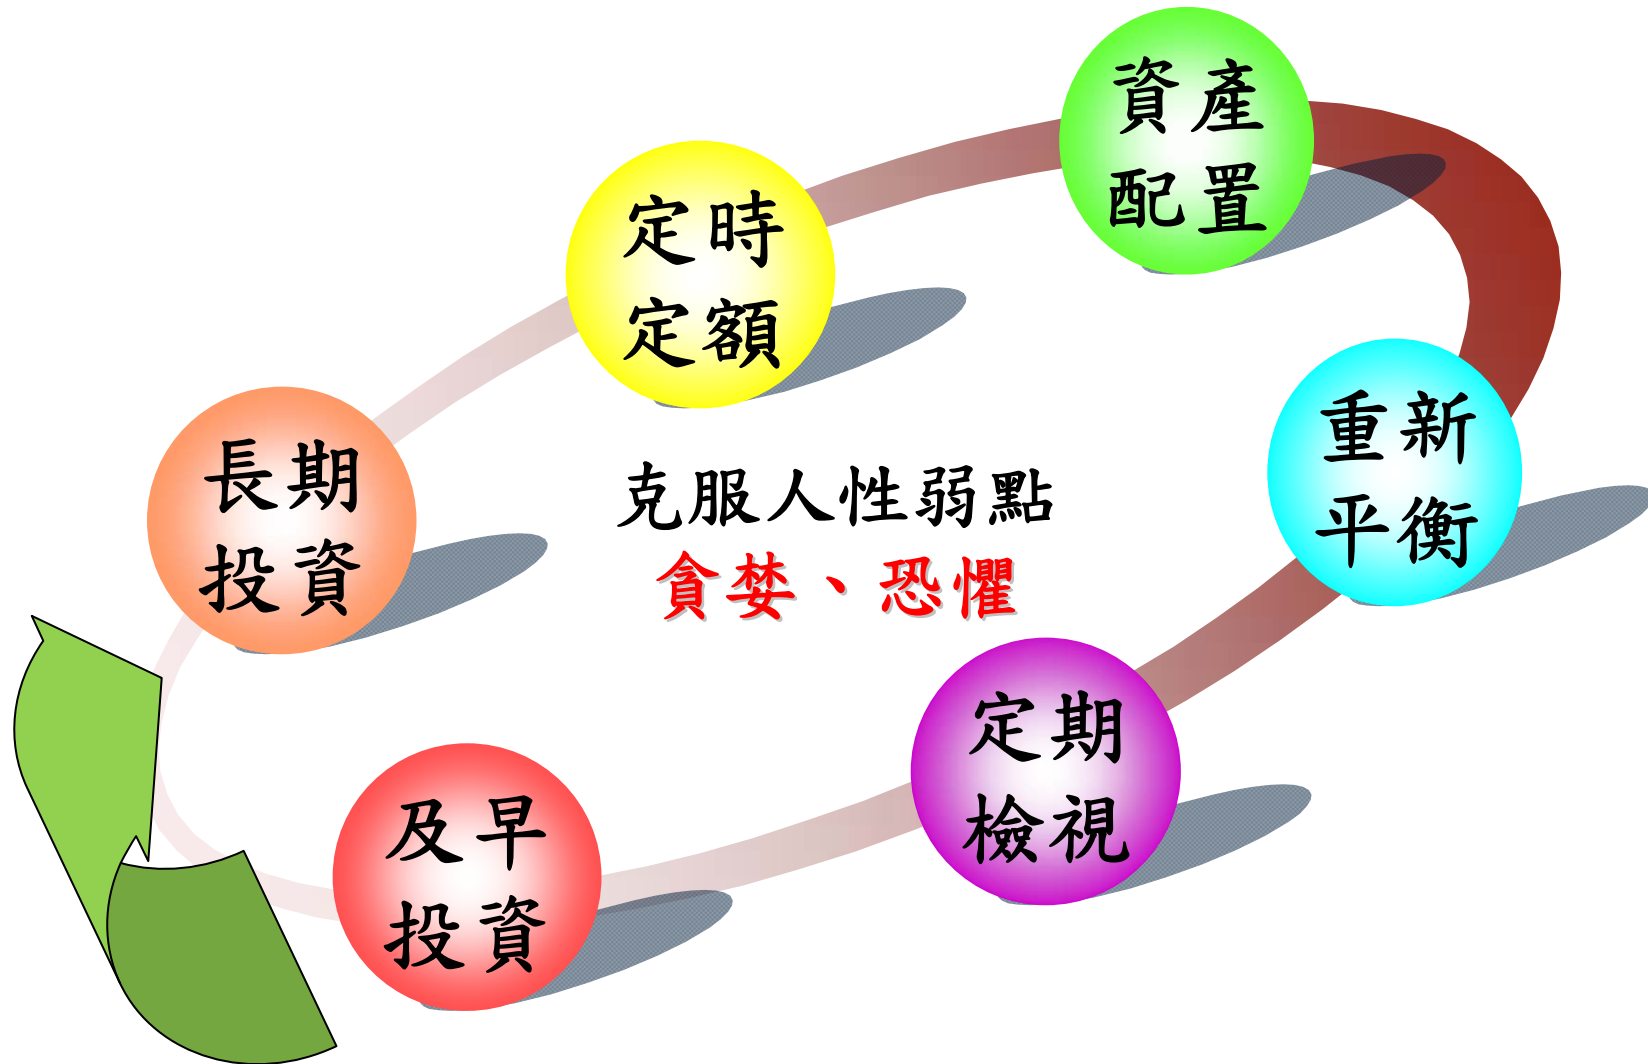 資產
配置
定時
定額
重新
平衡
長期
投資
克服人性弱點
貪婪、恐懼
定期
檢視
及早
投資